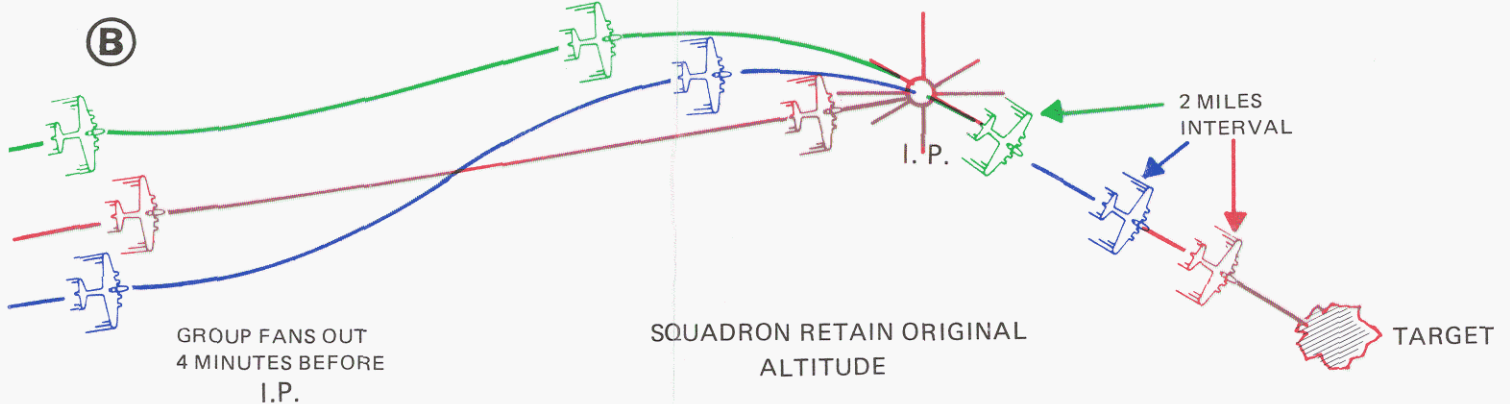 B
2 MILES
INTERVAL
I. P.
GROUP FANS OUT
4 MINUTES BEFORE
I.P.
SQUADRON RETAIN ORIGINAL
ALTITUDE
TARGET